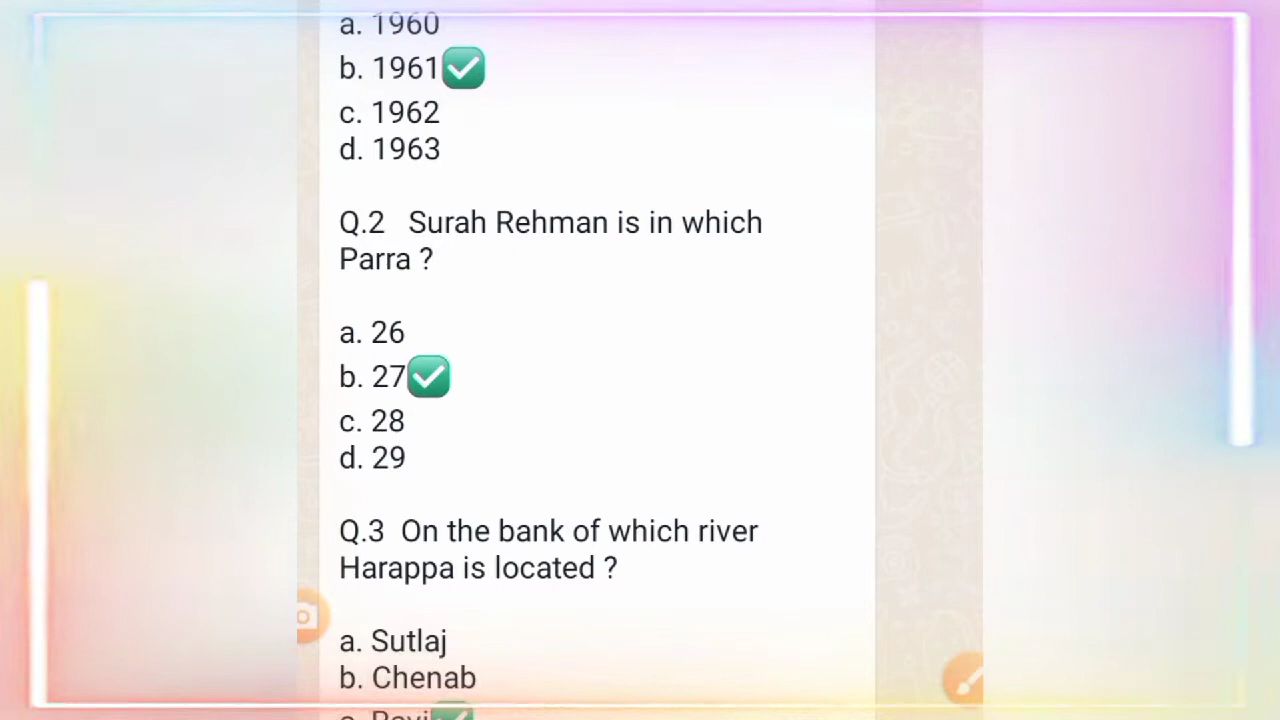 a. 1960
b. 1961✅
c. 1962
d. 1963
Q.2 Surah Rehman is in which
Parra ?
a. 26
b. 27✅
c. 28
d. 29
Q.3 On the bank of which river
Harappa is located ?
a. Sutlaj
b. Chenab
c. Ravi✅